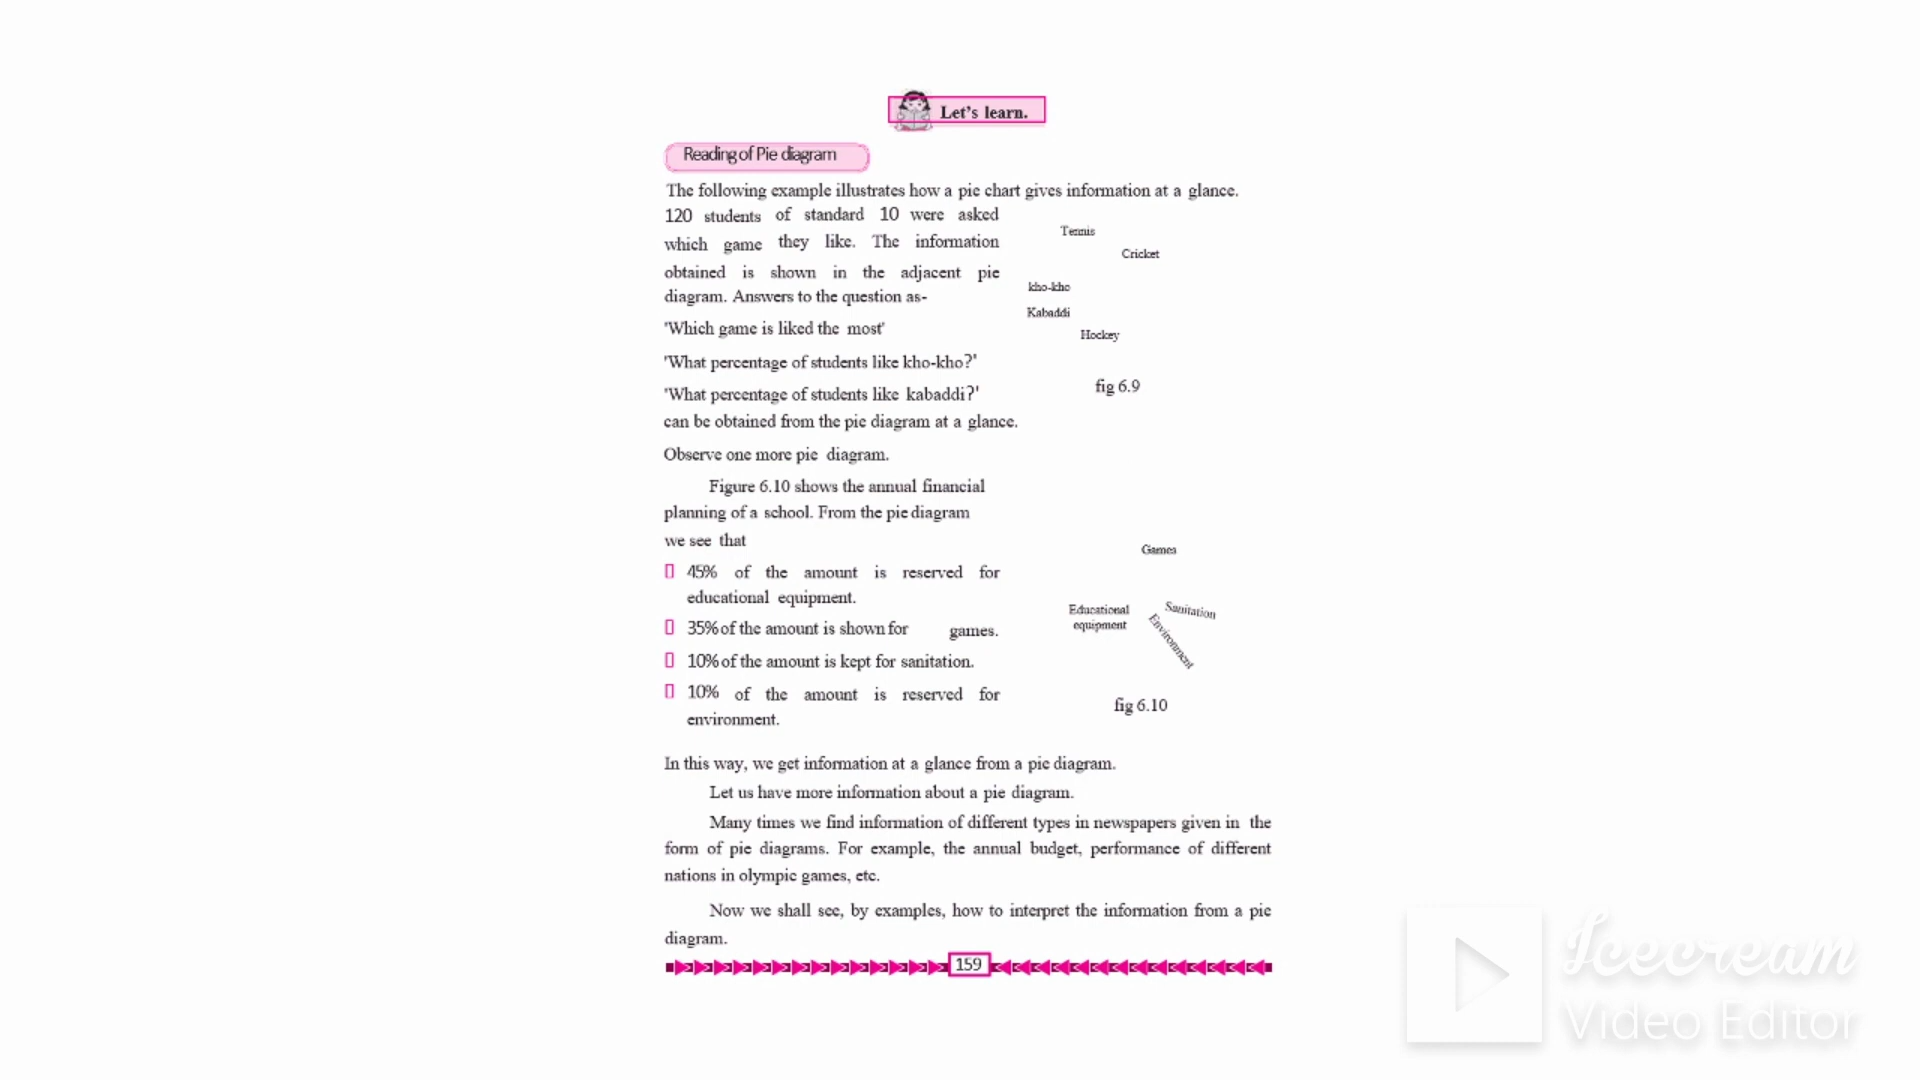 Let's learn.
Reading of Pie diagram
The following example illustrates how a pie chart gives information at a glance.
120 students of standard 10 were asked
which game they like. The information
obtained is shown in the adjacent pie
diagram. Answers to the question as-
'Which game is liked the most'
'What percentage of students like kho-kho?'
'What percentage of students like kabaddi?'
can be obtained from the pie diagram at a glance.
Tennis
Cricket
kho-kho
Kabaddi
Hockey
fig 6.9
Observe one more pie diagram.
Figure 6.10 shows the annual financial
planning of a school. From the pie diagram
we see that
45% of the amount is reserved for
educational equipment.
35% of the amount is shown for games.
10% of the amount is kept for sanitation.
10% of the amount is reserved for
environment.
Games
Educational
equipment
Sanitation
Environment
fig 6.10
In this way, we get information at a glance from a pie diagram.
Let us have more information about a pie diagram.
Many times we find information of different types in newspapers given in the
form of pie diagrams. For example, the annual budget, performance of different
nations in olympic games, etc.
Now we shall see, by examples, how to interpret the information from a pie
diagram.
159
Icecream
Video Editor